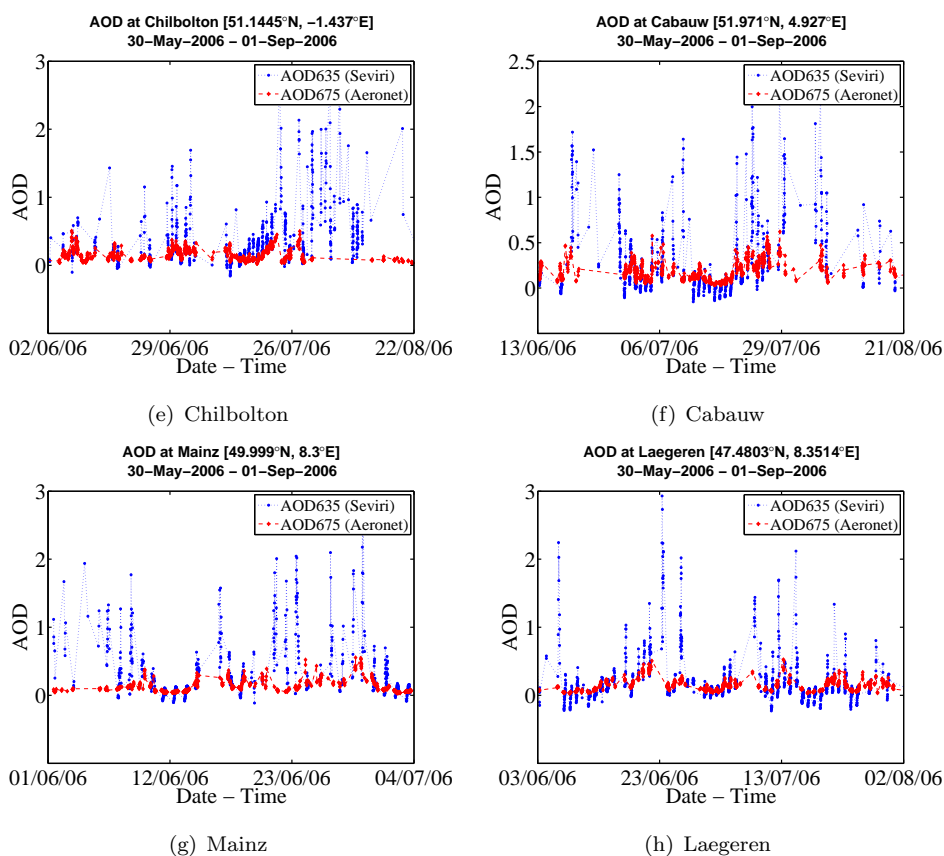 AOD at Chilbolton [51.1445°N, −1.437°E]
30−May−2006 − 01−Sep−2006
3
2
1
0
AOD
AOD635 (Seviri)
AOD675 (Aeronet)
02/06/06 29/06/06 26/07/06 22/08/06
Date − Time
(e) Chilbolton
AOD at Cabauw [51.971°N, 4.927°E]
30−May−2006 − 01−Sep−2006
2.5
2
1.5
1
0.5
0
AOD
AOD635 (Seviri)
AOD675 (Aeronet)
13/06/06 06/07/06 29/07/06 21/08/06
Date − Time
(f) Cabauw
AOD at Mainz [49.999°N, 8.3°E]
30−May−2006 − 01−Sep−2006
3
2
1
0
AOD
AOD635 (Seviri)
AOD675 (Aeronet)
01/06/06 12/06/06 23/06/06 04/07/06
Date − Time
(g) Mainz
AOD at Laegeren [47.4803°N, 8.3514°E]
30−May−2006 − 01−Sep−2006
3
2
1
0
AOD
AOD635 (Seviri)
AOD675 (Aeronet)
03/06/06 23/06/06 13/07/06 02/08/06
Date − Time
(h) Laegeren